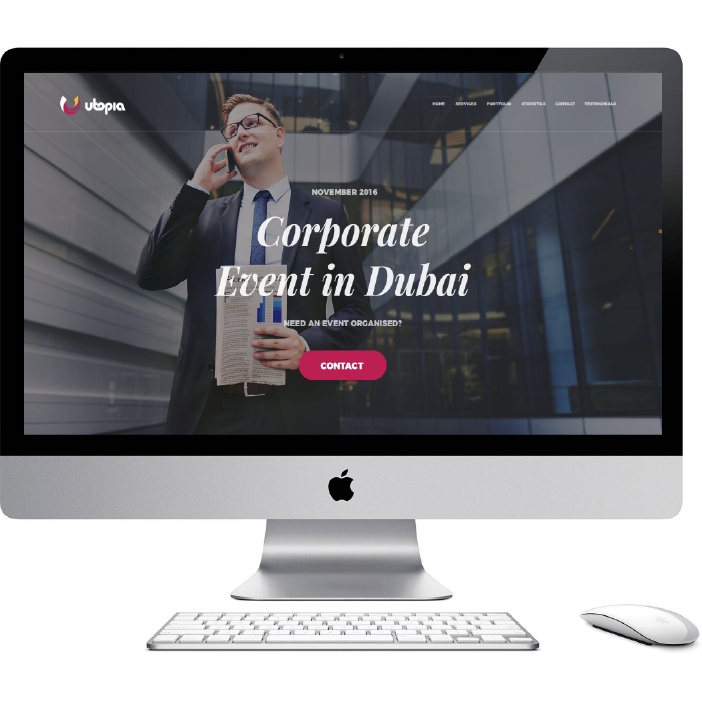 utopia
HOME SERVICES PORTFOLIO STATISTICS CONTACT TESTIMONIALS
NOVEMBER 2016
Corporate
Event in Dubai
NEED AN EVENT ORGANISED?
CONTACT